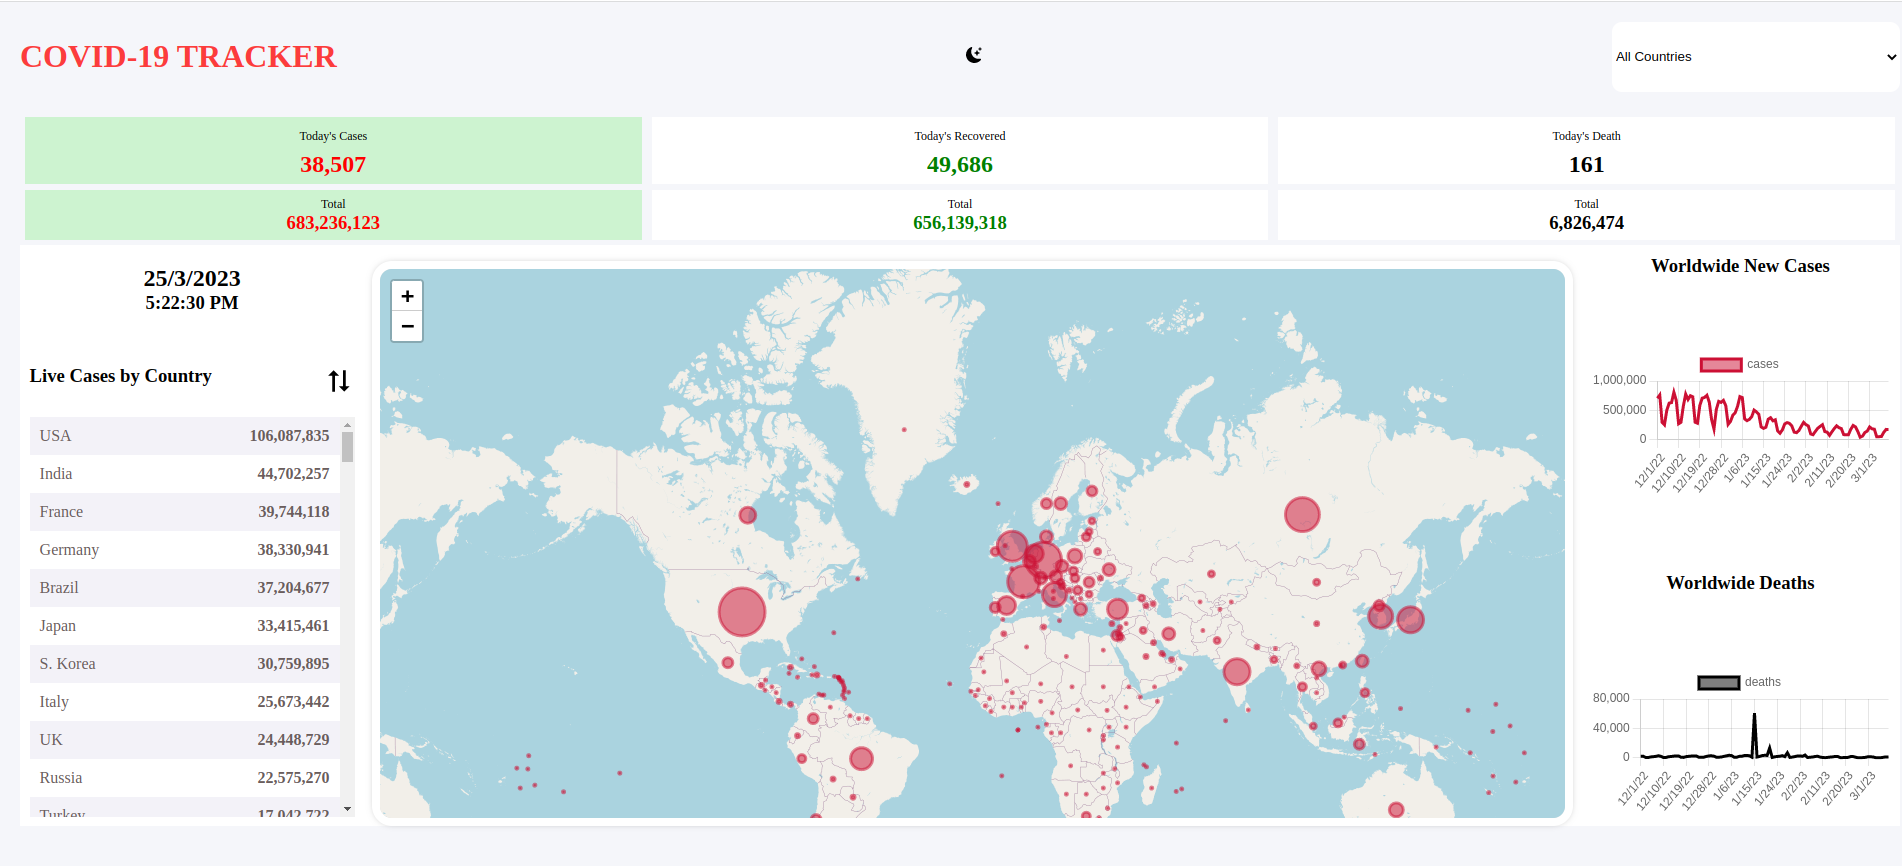 COVID-19 TRACKER
All Countries
Today's Cases
38,507
Today's Recovered
49,686
Today's Death
161
Total
683,236,123
Total
656,139,318
Total
6,826,474
25/3/2023
5:22:30 PM
Live Cases by Country
USA 106,087,835
India 44,702,257
France 39,744,118
Germany 38,330,941
Brazil 37,204,677
Japan 33,415,461
S. Korea 30,759,895
Italy 25,673,442
UK 24,448,729
Russia 22,575,270
Turkey 17,042,722
+
−
Worldwide New Cases
cases
1,000,000
500,000
0
12/1/22 12/10/22 12/19/22 12/28/22 1/6/23 1/15/23 1/24/23 2/2/23 2/11/23 2/20/23 3/1/23
Worldwide Deaths
deaths
80,000
40,000
0
12/1/22 12/10/22 12/19/22 12/28/22 1/6/23 1/15/23 1/24/23 2/2/23 2/11/23 2/20/23 3/1/23